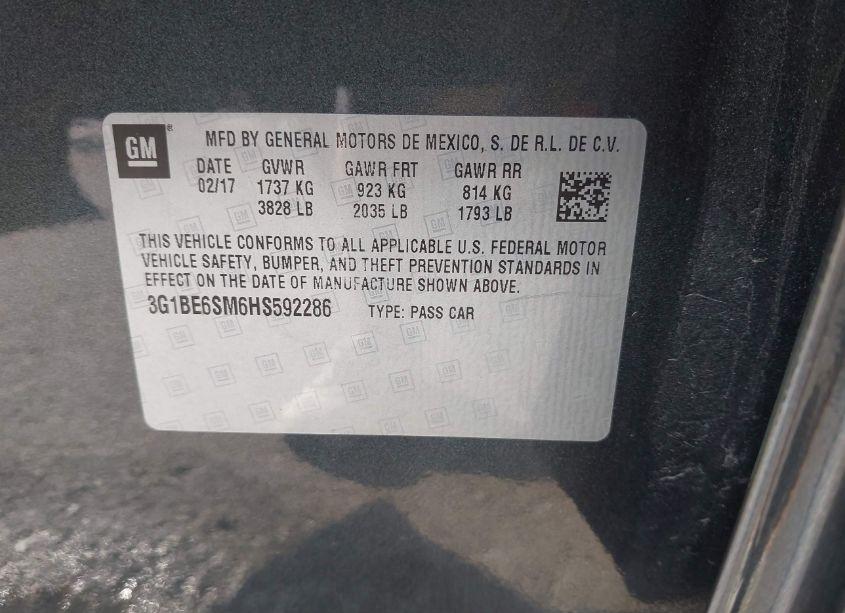 GM® MFD BY GENERAL MOTORS DE MEXICO, S. DE R.L. DE C.V.
DATE GVWR GAWR FRT GAWR RR
02/17 1737 KG 923 KG 814 KG
3828 LB 2035 LB 1793 LB
THIS VEHICLE CONFORMS TO ALL APPLICABLE U.S. FEDERAL MOTOR
VEHICLE SAFETY, BUMPER, AND THEFT PREVENTION STANDARDS IN
EFFECT ON THE DATE OF MANUFACTURE SHOWN ABOVE.
3G1BE6SM6HS592286 TYPE: PASS CAR